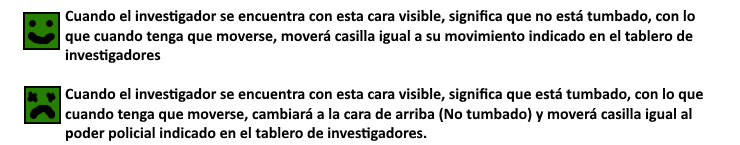 Cuando el investigador se encuentra con esta cara visible, significa que no está tumbado, con lo
que cuando tenga que moverse, moverá casilla igual a su movimiento indicado en el tablero de
investigadores
Cuando el investigador se encuentra con esta cara visible, significa que está tumbado, con lo que
cuando tenga que moverse, cambiará a la cara de arriba (No tumbado) y moverá casilla igual al
poder policial indicado en el tablero de investigadores.